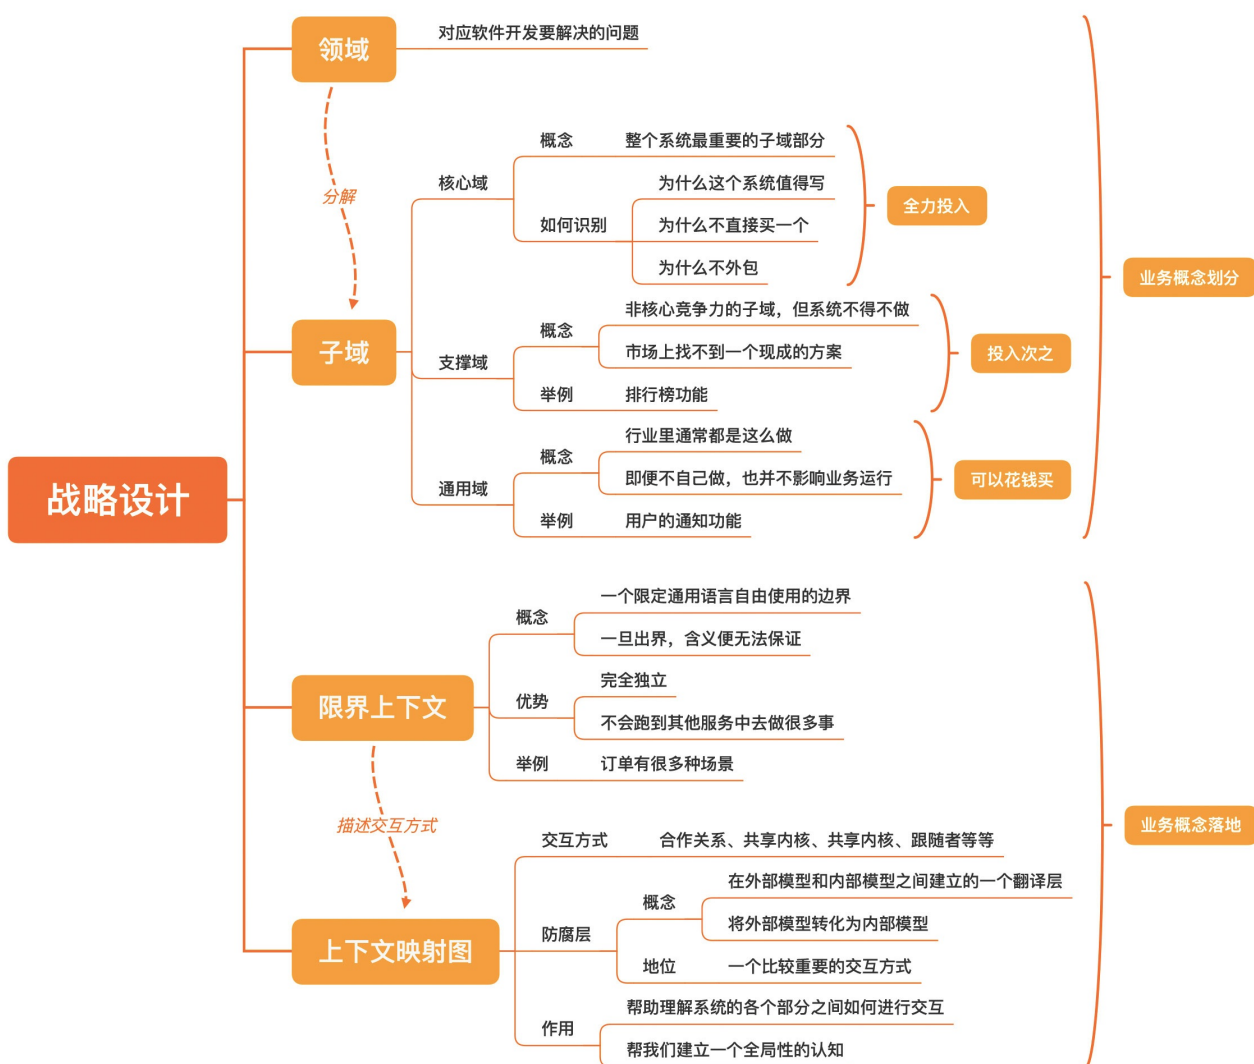 战略设计
领域
对应软件开发要解决的问题
分解
子域
核心域
概念
整个系统最重要的子域部分
如何识别
为什么这个系统值得写
为什么不直接买一个
为什么不外包
全力投入
支撑域
概念
非核心竞争力的子域，但系统不得不做
市场上找不到一个现成的方案
举例
排行榜功能
投入次之
通用域
概念
行业里通常都是这么做
即便不自己做，也并不影响业务运行
举例
用户的通知功能
可以花钱买
业务概念划分
限界上下文
概念
一个限定通用语言自由使用的边界
一旦出界，含义便无法保证
优势
完全独立
不会跑到其他服务中去做很多事
举例
订单有很多种场景
描述交互方式
上下文映射图
交互方式
合作关系、共享内核、共享内核、跟随者等等
防腐层
概念
在外部模型和内部模型之间建立的一个翻译层
将外部模型转化为内部模型
地位
一个比较重要的交互方式
作用
帮助理解系统的各个部分之间如何进行交互
帮我们建立一个全局性的认知
业务概念落地